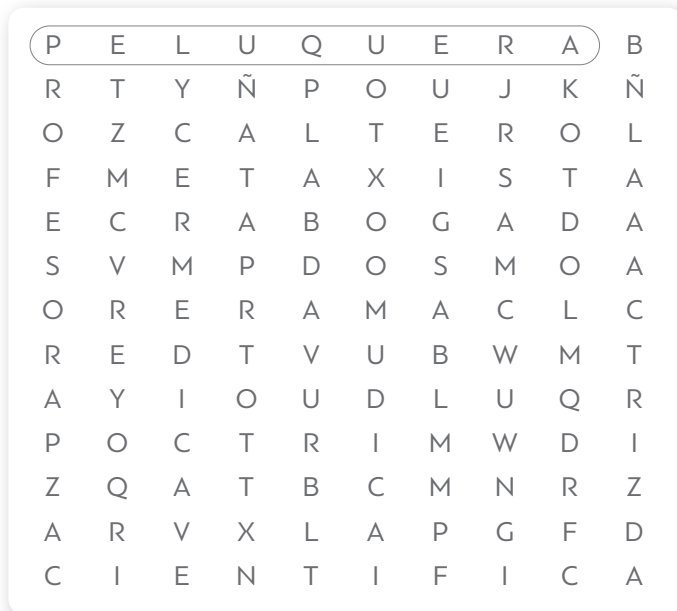 P E L U Q U E R A B
R T Y Ñ P O U J K Ñ
O Z C A L T E R O L
F M E T A X I S T A
E C R A B O G A D A
S V M P D O S M O A
O R E R A M A C L C
R E D T V U B W M T
A Y I O U D L U Q R
P O C T R I M W D I
Z Q A T B C M N R Z
A R V X L A P G F D
C I E N T I F I C A